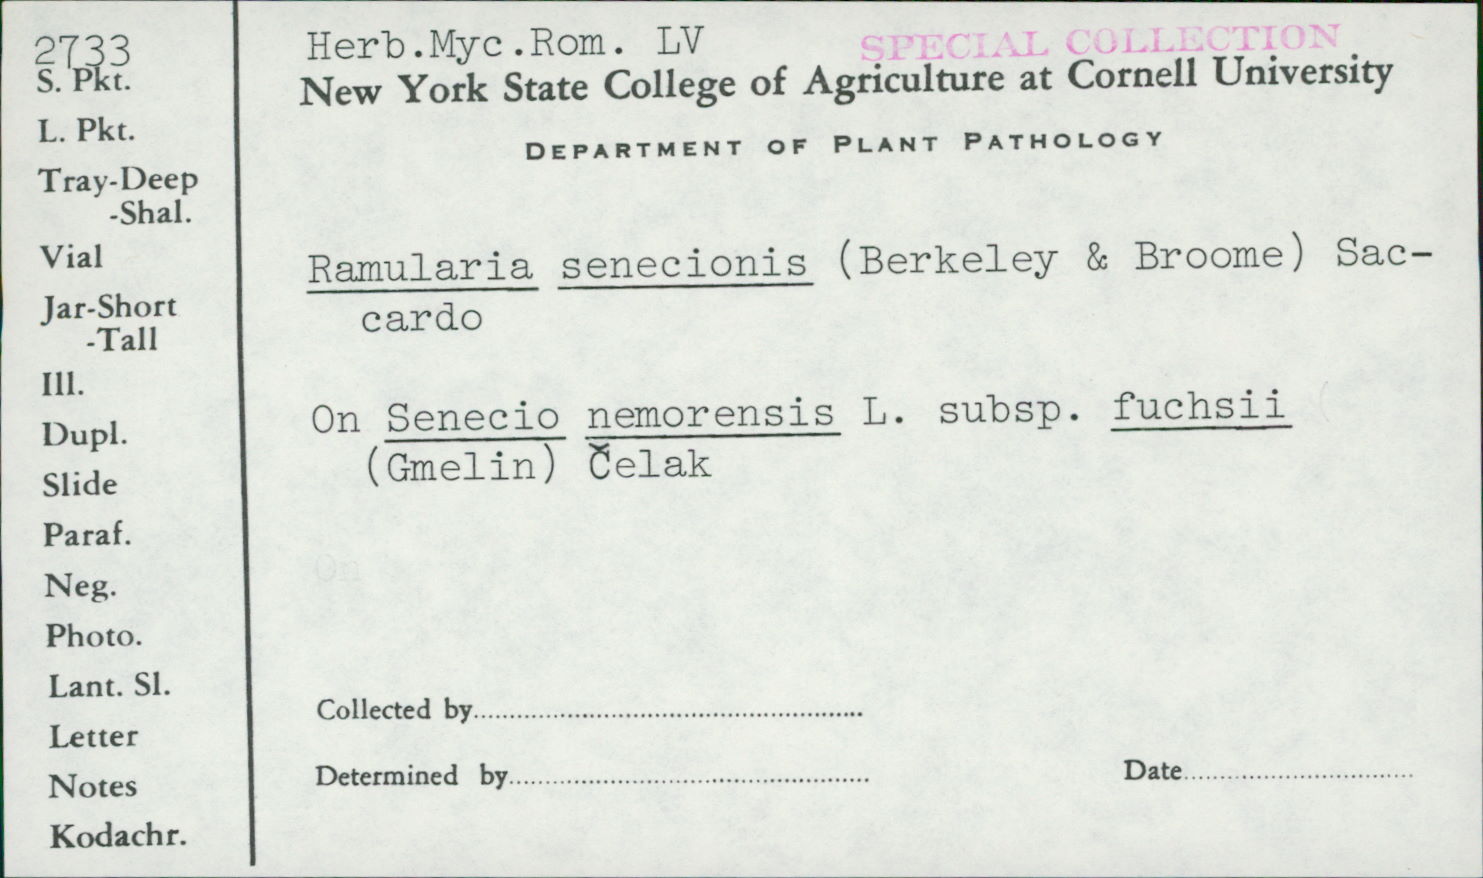 2733
S. Pkt.
L. Pkt.
Tray-Deep
-Shal.
Vial
Jar-Short
-Tall
Ill.
Dupl.
Slide
Paraf.
Neg.
Photo.
Lant. Sl.
Letter
Notes
Kodachr.
Herb.Myc.Rom. LV
SPECIAL COLLECTION
New York State College of Agriculture at Cornell University
DEPARTMENT OF PLANT PATHOLOGY
Ramularia senecionis (Berkeley & Broome) Sac-
cardo
On Senecio nemorensis L. subsp. fuchsii
(Gmelin) Čelak
On
Collected by
Determined by
Date